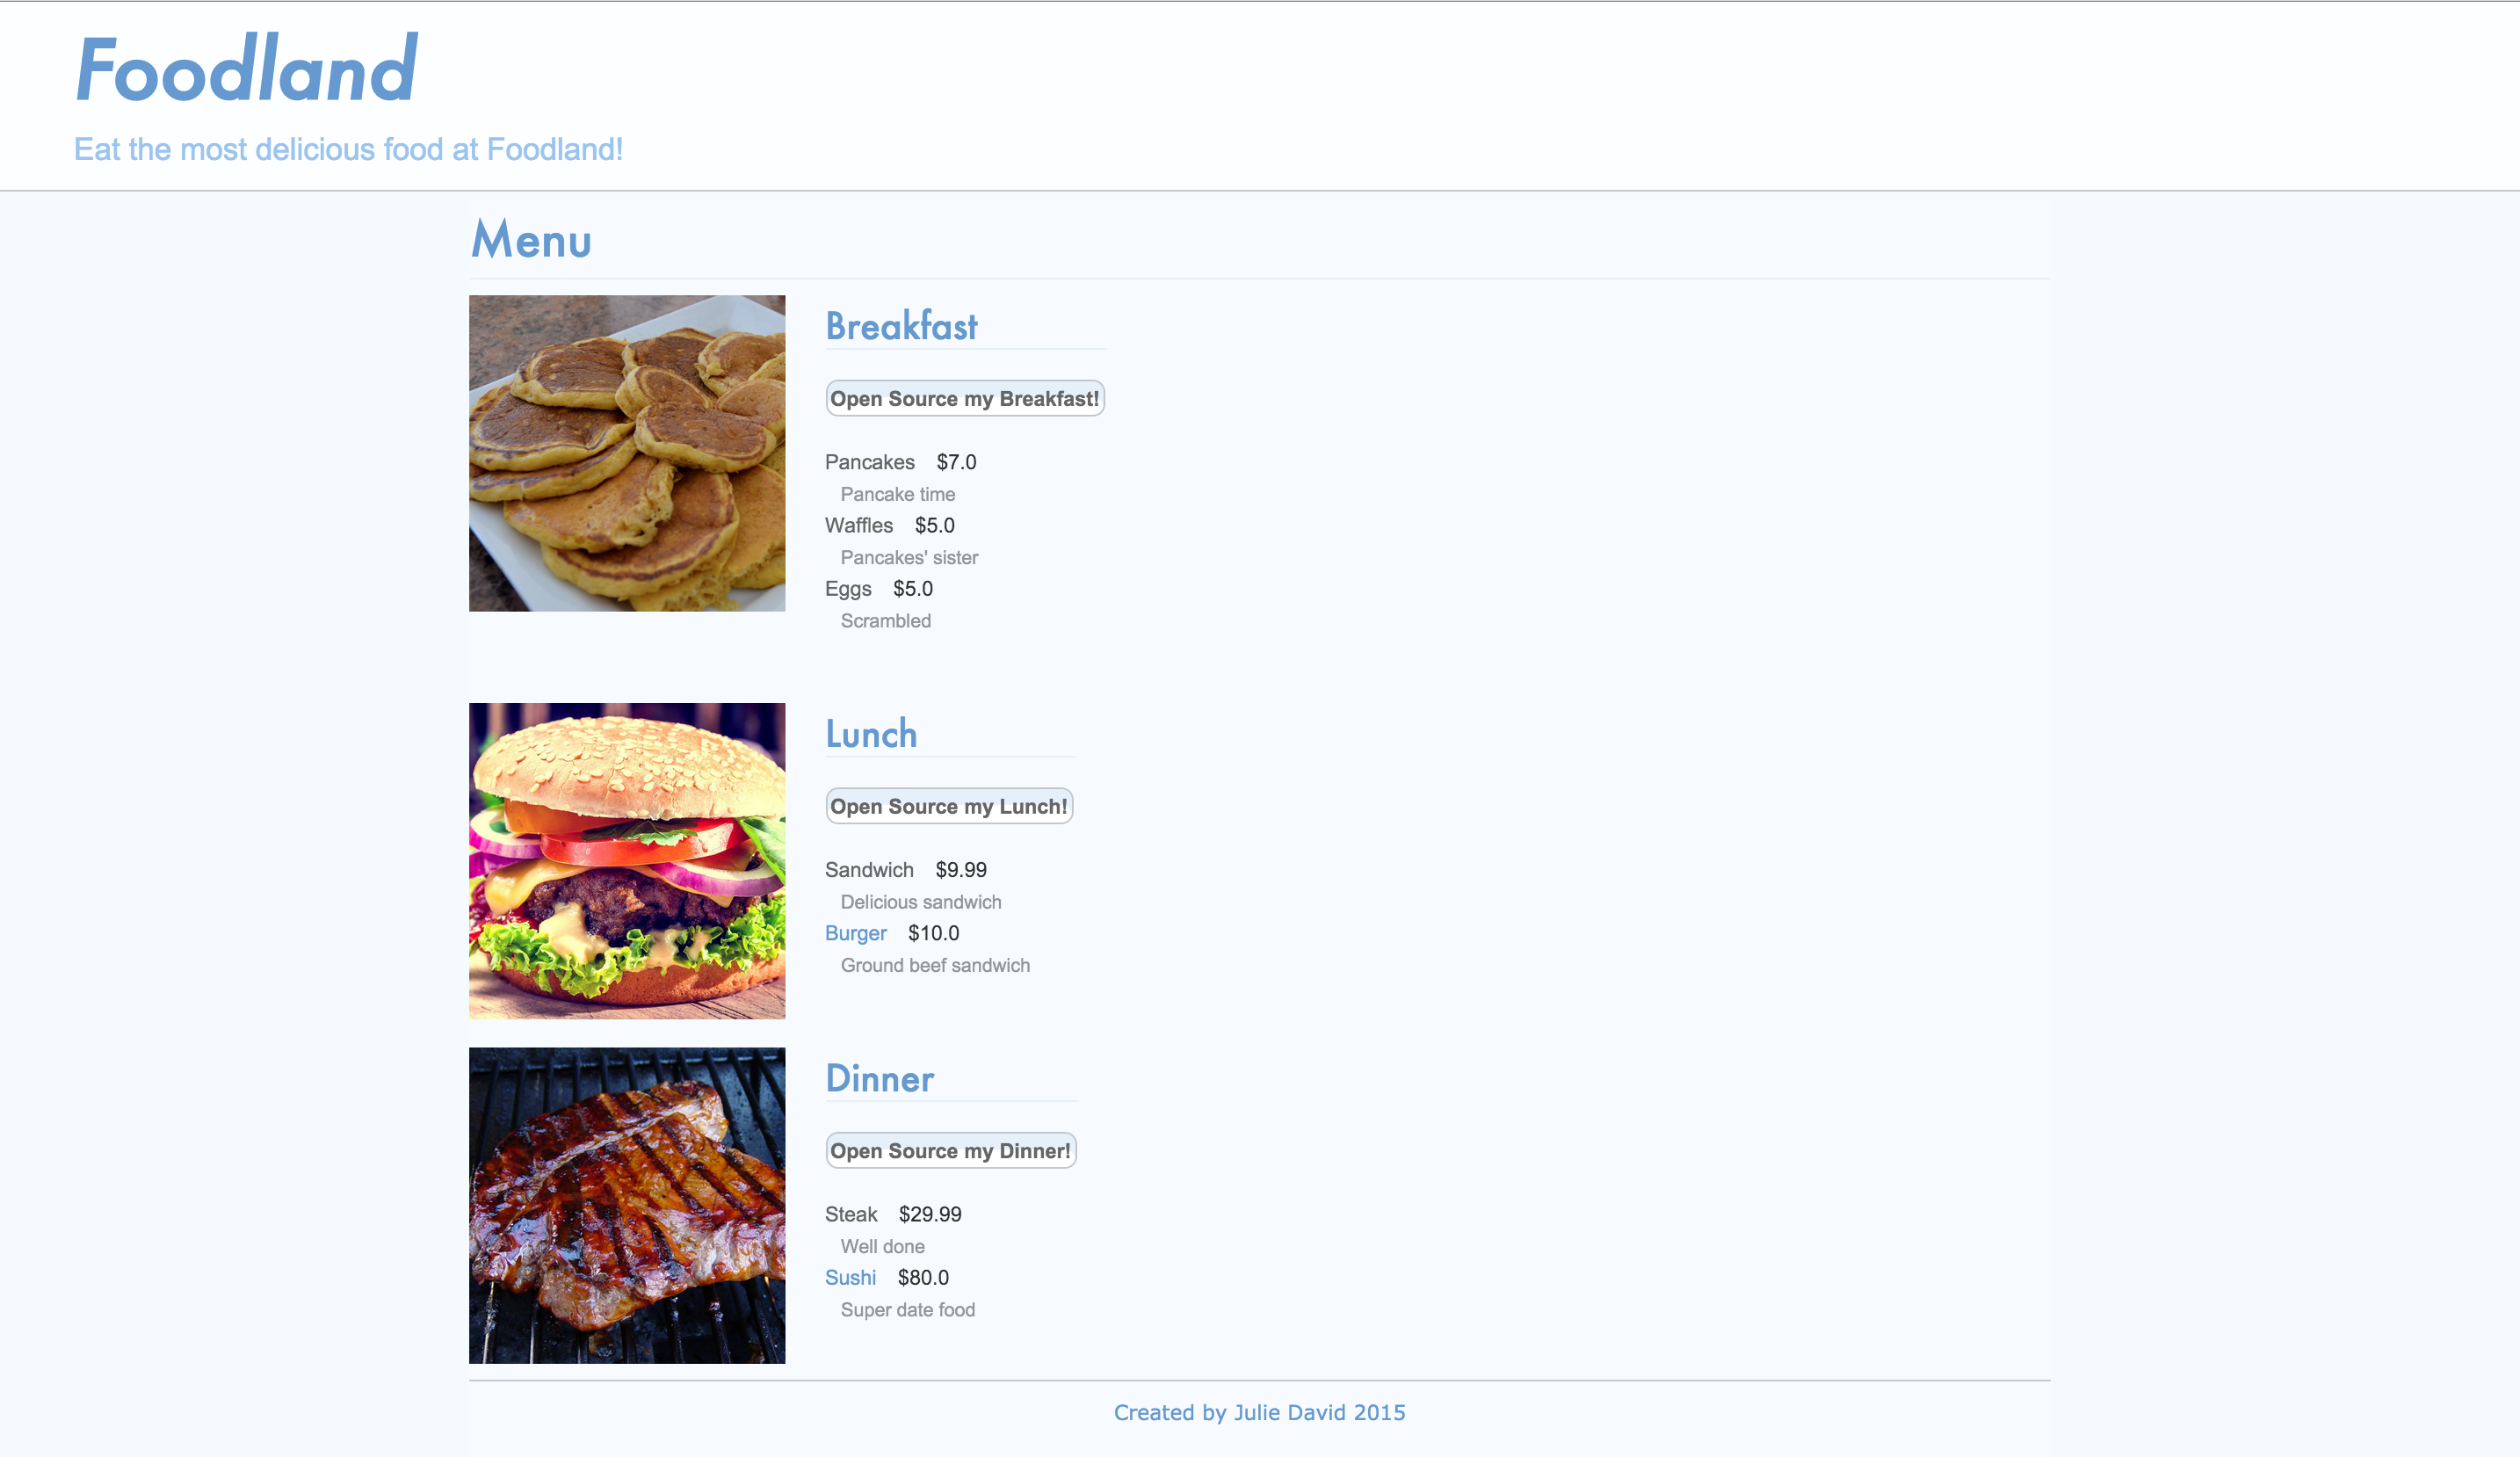 Foodland
Eat the most delicious food at Foodland!
Menu
Breakfast
Open Source my Breakfast!
Pancakes $7.0
Pancake time
Waffles $5.0
Pancakes' sister
Eggs $5.0
Scrambled
Lunch
Open Source my Lunch!
Sandwich $9.99
Delicious sandwich
Burger $10.0
Ground beef sandwich
Dinner
Open Source my Dinner!
Steak $29.99
Well done
Sushi $80.0
Super date food
Created by Julie David 2015